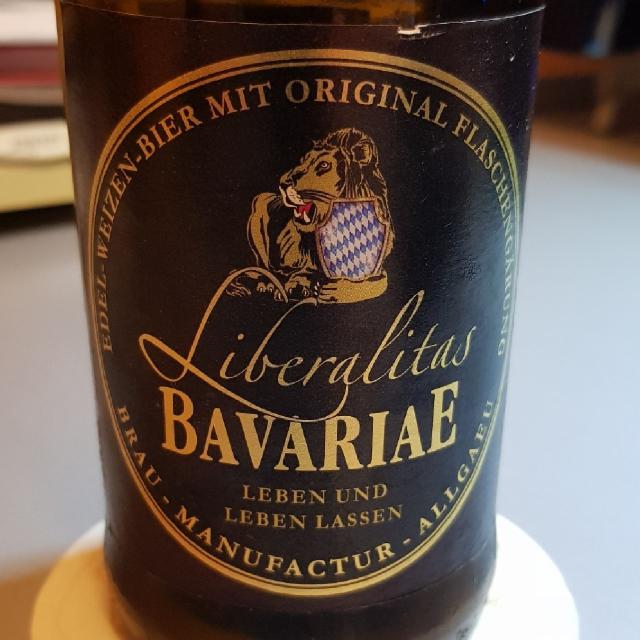 EDEL-WEIZEN-BIER MIT ORIGINAL FLASCHENGÄRUNG
Liberalitas
BAVARIAE
LEBEN UND
LEBEN LASSEN
BRAU - MANUFACTUR - ALLGAEU